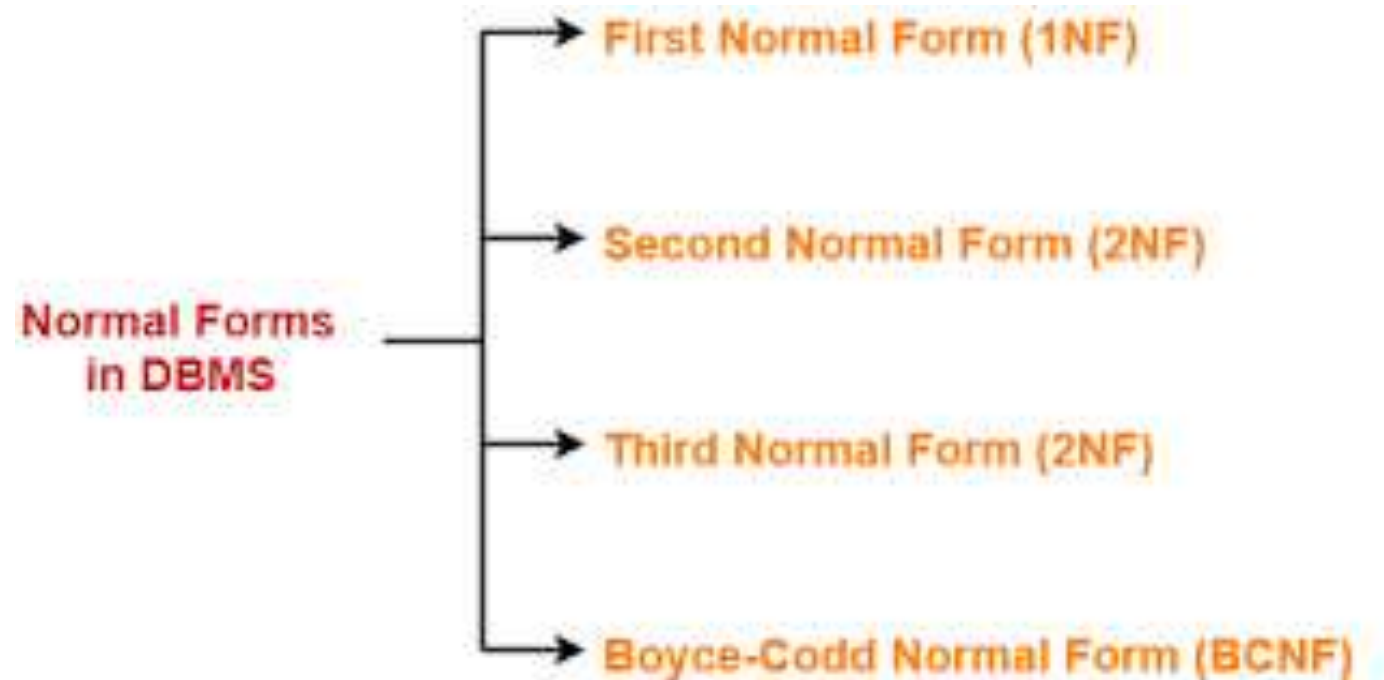 First Normal Form (1NF)
Second Normal Form (2NF)
Normal Forms
in DBMS
Third Normal Form (2NF)
Boyce-Codd Normal Form (BCNF)